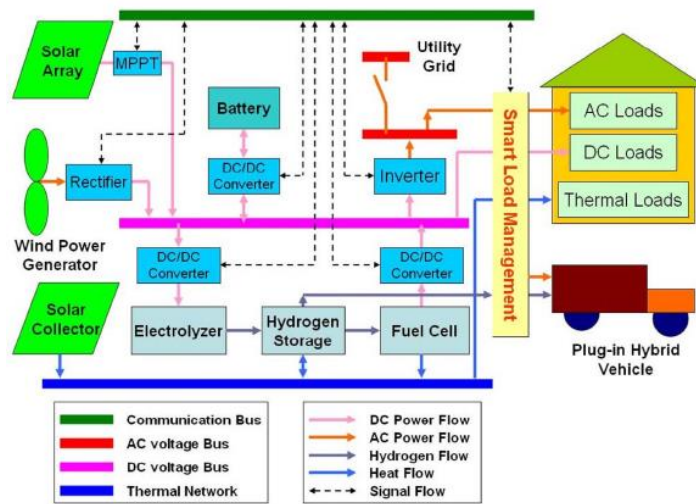 Solar
Array
MPPT
Utility
Grid
Battery
AC Loads
DC Loads
Thermal Loads
Rectifier
DC/DC
Converter
Inverter
Smart Load Management
Wind Power
Generator
DC/DC
Converter
DC/DC
Converter
Solar
Collector
Electrolyzer
Hydrogen
Storage
Fuel Cell
Plug-in Hybrid
Vehicle
Communication Bus
AC voltage Bus
DC voltage Bus
Thermal Network
DC Power Flow
AC Power Flow
Hydrogen Flow
Heat Flow
Signal Flow